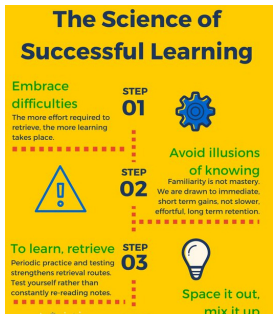 The Science of
Successful Learning
Embrace
difficulties
The more effort required to
retrieve, the more learning
takes place.
STEP
01
Avoid illusions
of knowing
Familiarity is not mastery.
We are drawn to immediate,
short term gains, not slower,
effortful, long term retention.
STEP
02
To learn, retrieve
Periodic practice and testing
strengthens retrieval routes.
Test yourself rather than
constantly re-reading notes.
STEP
03
Space it out,
mix it up